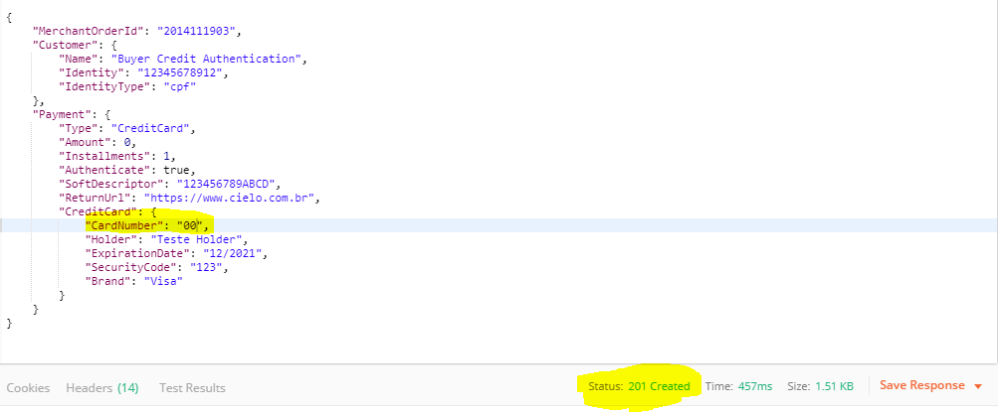 {
"MerchantOrderId": "2014111903",
"Customer": {
"Name": "Buyer Credit Authentication",
"Identity": "12345678912",
"IdentityType": "cpf"
},
"Payment": {
"Type": "CreditCard",
"Amount": 0,
"Installments": 1,
"Authenticate": true,
"SoftDescriptor": "123456789ABCD",
"ReturnUrl": "https://www.cielo.com.br",
"CreditCard": {
"CardNumber": "00",
"Holder": "Teste Holder",
"ExpirationDate": "12/2021",
"SecurityCode": "123",
"Brand": "Visa"
}
}
}
Cookies Headers (14) Test Results Status: 201 Created Time: 457ms Size: 1.51 KB Save Response